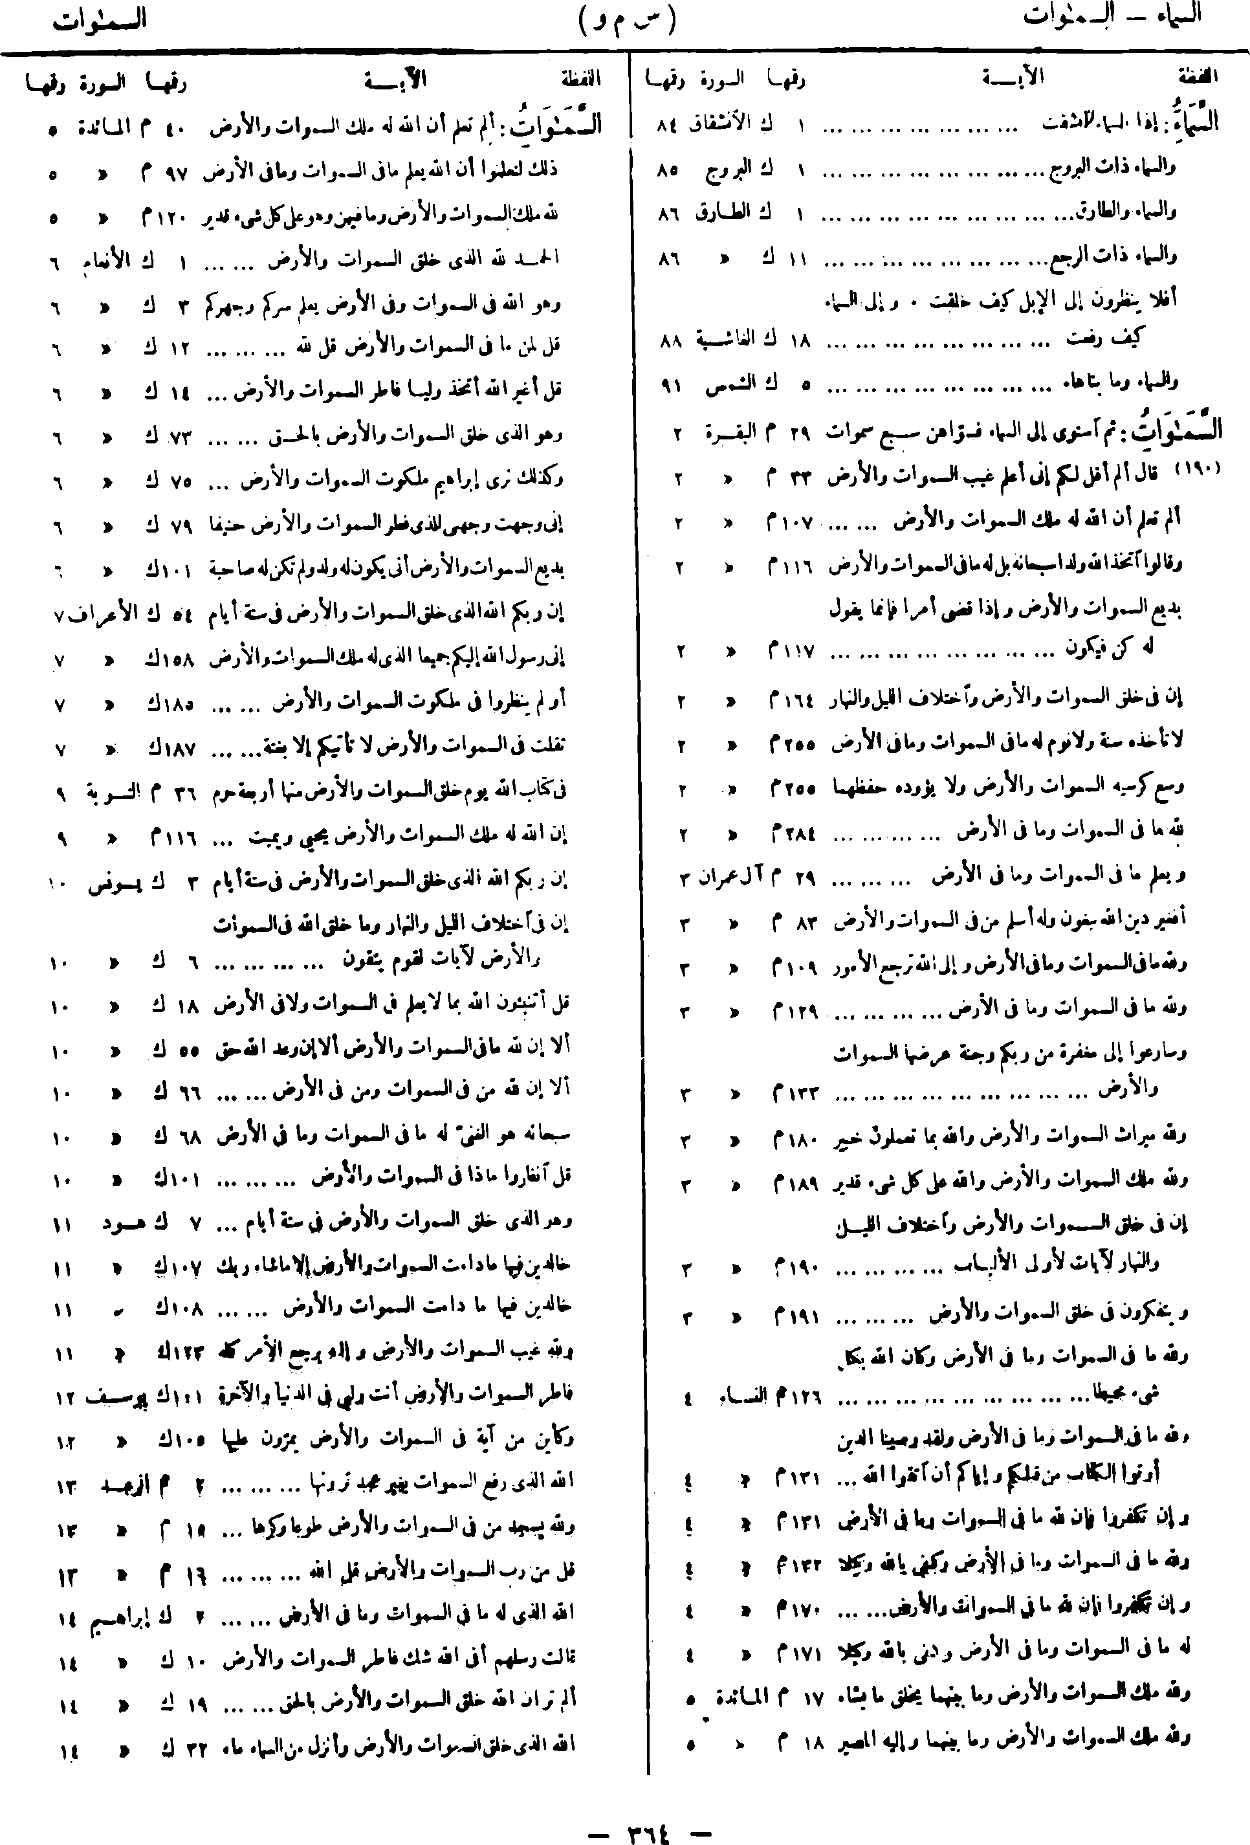 السماء – السمٰوات
(س م و)
السمٰوات
اللفظة الآيــة رقها السورة رقها
السَّمَاءُ: إذا السماء آنشقت ... ... ... ... ... ... ... ١ ك الأنشقاق ٨٤
والسماء ذات البروج ... ... ... ... ... ... ... ... ١ ك البروج ٨٥
والسماء والطارق ... ... ... ... ... ... ... ١ ك الطارق ٨٦
والسماء ذات الرجع ... ... ... ... ... ... ... ... ١١ ك « ٨٦
أفلا ينظرون إلى الإبل كيف خلقت ٠ و إلى السماء
كيف رفعت ... ... ... ... ... ... ... ... ١٨ ك الغاشية ٨٨
والسماء وما بناها ... ... ... ... ... ... ... ... ٥ ك الشمس ٩١
السَّمَٰوَاتُ: ثم آستوى إلى السماء فسوّاهن سبع سموات ٢٩ م البقرة ٢
(١٩٠) قال ألم أقل لكم إنى أعلم غيب السموات والأرض ٣٣ م « ٢
ألم تعلم أن الله له ملك السموات والأرض ... ... ١٠٧ م « ٢
وقالوا آتخذ الله ولدا سبحانه بل له ما فى السموات والأرض ١١٦ م « ٢
بديع السموات والأرض و إذا قضى أمرا فإنما يقول
له كن فيكون ... ... ... ... ... ... ... ... ١١٧ م « ٢
إن فى خلق السموات والأرض وآختلاف الليل والنهار ١٦٤ م « ٢
لا تأخذه سنة ولا نوم له ما فى السموات وما فى الأرض ٢٥٥ م « ٢
وسع كرسيه السموات والأرض ولا يؤوده حفظهما ٢٥٥ م « ٢
لله ما فى السموات وما فى الأرض ... ... ... ... ٢٨٤ م « ٢
و يعلم ما فى السموات وما فى الأرض ... ... ... ٢٩ م آل عمران ٣
أفغير دين الله يبغون وله أسلم من فى السموات والأرض ٨٣ م « ٣
ولله ما فى السموات وما فى الأرض و إلى الله ترجع الأمور ١٠٩ م « ٣
ولله ما فى السموات وما فى الأرض ... ... ... ... ١٢٩ م « ٣
وسارعوا إلى مغفرة من ربكم وجنة عرضها السموات
والأرض ... ... ... ... ... ... ... ... ... ١٣٣ م « ٣
ولله ميراث السموات والأرض والله بما تعملون خبير ١٨٠ م « ٣
ولله ملك السموات والأرض والله على كل شىء قدير ١٨٩ م « ٣
إن فى خلق السموات والأرض وآختلاف الليل
والنهار لآيات لأولى الألباب ... ... ... ... ١٩٠ م « ٣
و يتفكرون فى خلق السموات والأرض ... ... ... ١٩١ م « ٣
ولله ما فى السموات وما فى الأرض وكان الله بكل
شىء محيطا ... ... ... ... ... ... ... ... ... ١٢٦ م النساء ٤
ولله ما فى السموات وما فى الأرض ولقد وصينا الذين
أوتوا الكتاب من قبلكم و إياكم أن آتقوا الله ... ١٣١ م « ٤
و إن تكفروا فإن لله ما فى السموات وما فى الأرض ١٣١ م « ٤
ولله ما فى السموات وما فى الأرض وكفى بالله وكيلا ١٣٢ م « ٤
و إن تكفروا فإن لله ما فى السموات والأرض ... ... ١٧٠ م « ٤
له ما فى السموات وما فى الأرض وكفى بالله وكيلا ١٧١ م « ٤
ولله ملك السموات والأرض وما بينهما يخلق ما يشاء ١٧ م المائدة ٥
ولله ملك السموات والأرض وما بينهما و إليه المصير ١٨ م « ٥
اللفظة الآيــة رقها السورة رقها
السَّمَٰوَاتُ: ألم تعلم أن الله له ملك السموات والأرض ٤٠ م المائدة ٥
ذلك لتعلموا أن الله يعلم ما فى السموات وما فى الأرض ٩٧ م « ٥
لله ملك السموات والأرض وما فيهن وهو على كل شىء قدير ١٢٠ م « ٥
الحمد لله الذى خلق السموات والأرض ... ... ١ ك الأنعام ٦
وهو الله فى السموات وفى الأرض يعلم سركم وجهركم ٣ ك « ٦
قل لمن ما فى السموات والأرض قل لله ... ... ... ١٢ ك « ٦
قل أغير الله أتخذ وليا فاطر السموات والأرض ... ١٤ ك « ٦
وهو الذى خلق السموات والأرض بالحق ... ... ٧٣ ك « ٦
وكذلك نرى إبراهيم ملكوت السموات والأرض ... ٧٥ ك « ٦
إنى وجهت وجهى للذى فطر السموات والأرض حنيفا ٧٩ ك « ٦
بديع السموات والأرض أنى يكون له ولد ولم تكن له صاحبة ١٠١ ك « ٦
إن ربكم الله الذى خلق السموات والأرض فى ستة أيام ٥٤ ك الأعراف ٧
إنى رسول الله إليكم جميعا الذى له ملك السموات والأرض ١٥٨ ك « ٧
أولم ينظروا فى ملكوت السموات والأرض ... ... ١٨٥ ك « ٧
ثقلت فى السموات والأرض لا تأتيكم إلا بغتة ... ... ١٨٧ ك « ٧
فى كتاب الله يوم خلق السموات والأرض منها أربعة حرم ٣٦ م التوبة ٩
إن الله له ملك السموات والأرض يحيى ويميت ... ١١٦ م « ٩
إن ربكم الله الذى خلق السموات والأرض فى ستة أيام ٣ ك يونس ١٠
إن فى آختلاف الليل والنهار وما خلق الله فى السموات
والأرض لآيات لقوم يتقون ... ... ... ... ٦ ك « ١٠
قل أتنبئون الله بما لا يعلم فى السموات ولا فى الأرض ١٨ ك « ١٠
ألا إن لله ما فى السموات والأرض ألا إن وعد الله حق ٥٥ ك « ١٠
ألا إن لله من فى السموات ومن فى الأرض ... ... ٦٦ ك « ١٠
سبحانه هو الغنىّ له ما فى السموات وما فى الأرض ٦٨ ك « ١٠
قل آنظروا ماذا فى السموات والأرض ... ... ... ١٠١ ك « ١٠
وهو الذى خلق السموات والأرض فى ستة أيام ... ٧ ك هود ١١
خالدين فيها ما دامت السموات والأرض إلا ما شاء ربك ١٠٧ ك « ١١
خالدين فيها ما دامت السموات والأرض ... ... ١٠٨ ك « ١١
ولله غيب السموات والأرض و إليه يرجع الأمر كله ١٢٣ ك « ١١
فاطر السموات والأرض أنت وليى فى الدنيا والآخرة ١٠١ ك يوسف ١٢
وكأين من آية فى السموات والأرض يمرّون عليها ١٠٥ ك « ١٢
الله الذى رفع السموات بغير عمد ترونها ... ... ... ٢ م الرعد ١٣
ولله يسجد من فى السموات والأرض طوعا وكرها ... ١٥ م « ١٣
قل من رب السموات والأرض قل الله ... ... ... ١٦ م « ١٣
الله الذى له ما فى السموات وما فى الأرض ... ... ٢ ك إبراهيم ١٤
قالت رسلهم أفى الله شك فاطر السموات والأرض ١٠ ك « ١٤
ألم تر أن الله خلق السموات والأرض بالحق ... ... ١٩ ك « ١٤
الله الذى خلق السموات والأرض وأنزل من السماء ماء ٣٢ ك « ١٤
— ٣٦٤ —